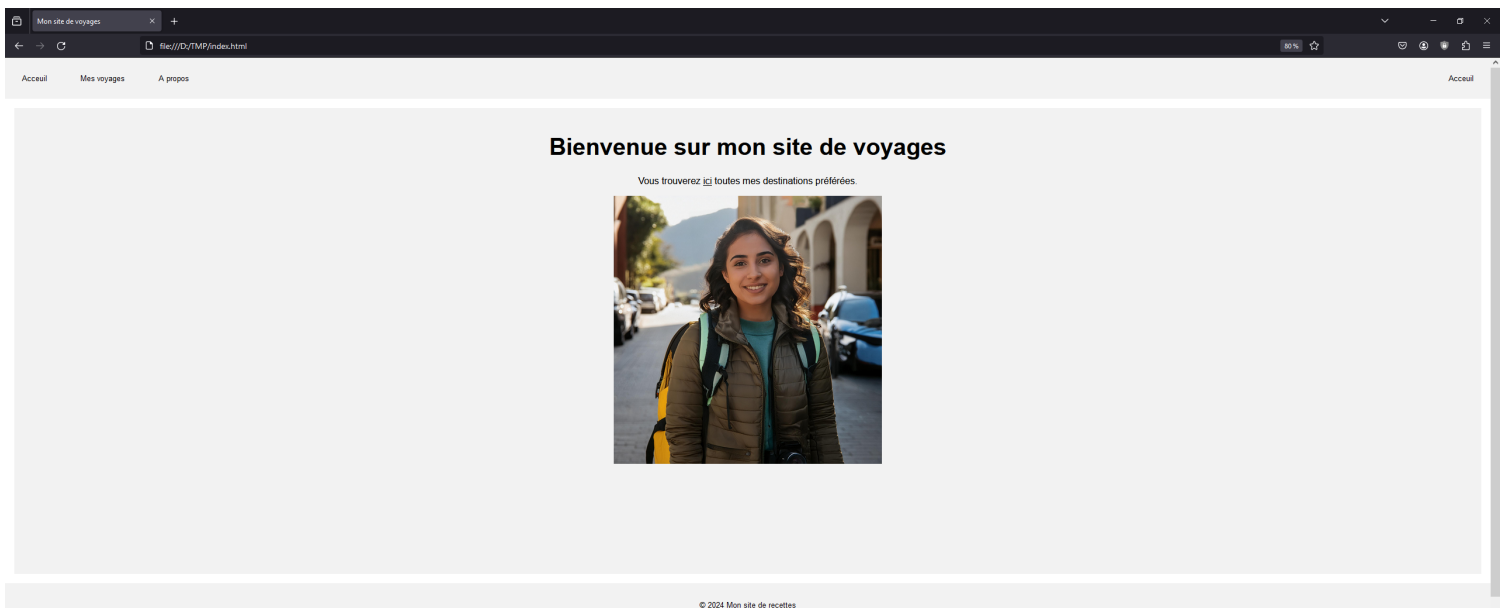 Mon site de voyages
file:///D:/TMP/index.html
80 %
Acceuil Mes voyages A propos Acceuil
Bienvenue sur mon site de voyages
Vous trouverez ici toutes mes destinations préférées.
© 2024 Mon site de recettes